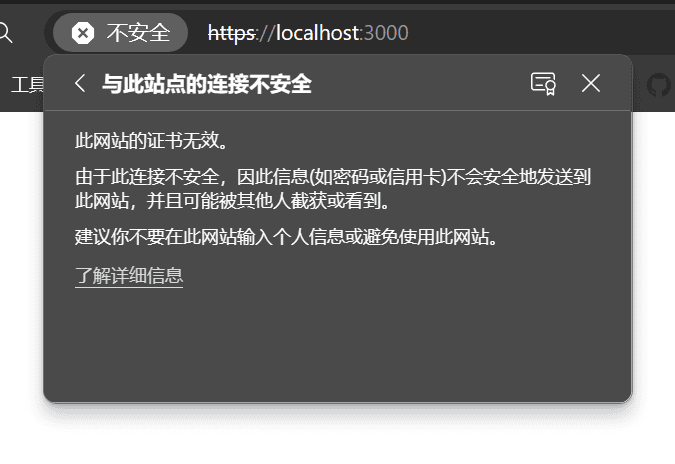 不安全 https://localhost:3000
工具
与此站点的连接不安全
此网站的证书无效。
由于此连接不安全，因此信息(如密码或信用卡)不会安全地发送到
此网站，并且可能被其他人截获或看到。
建议你不要在此网站输入个人信息或避免使用此网站。
了解详细信息